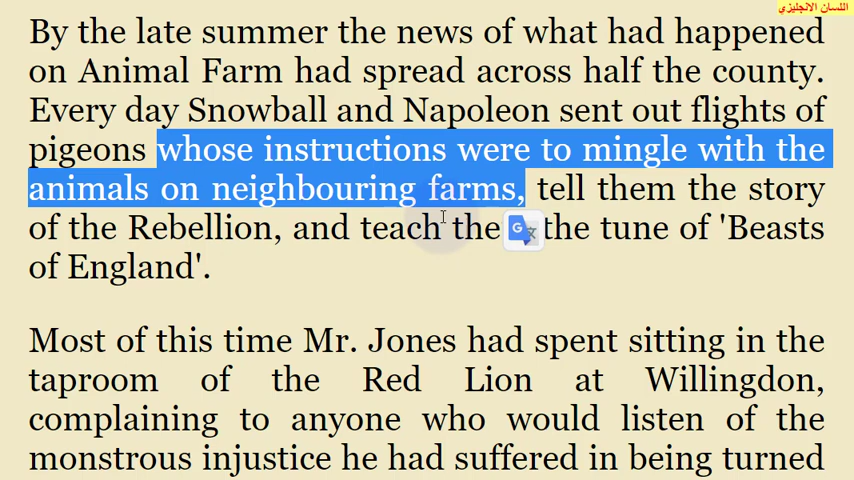 اللسان الانجليزي
By the late summer the news of what had happened
on Animal Farm had spread across half the county.
Every day Snowball and Napoleon sent out flights of
pigeons whose instructions were to mingle with the
animals on neighbouring farms, tell them the story
of the Rebellion, and teach the the tune of 'Beasts
of England'.
Most of this time Mr. Jones had spent sitting in the
taproom of the Red Lion at Willingdon,
complaining to anyone who would listen of the
monstrous injustice he had suffered in being turned